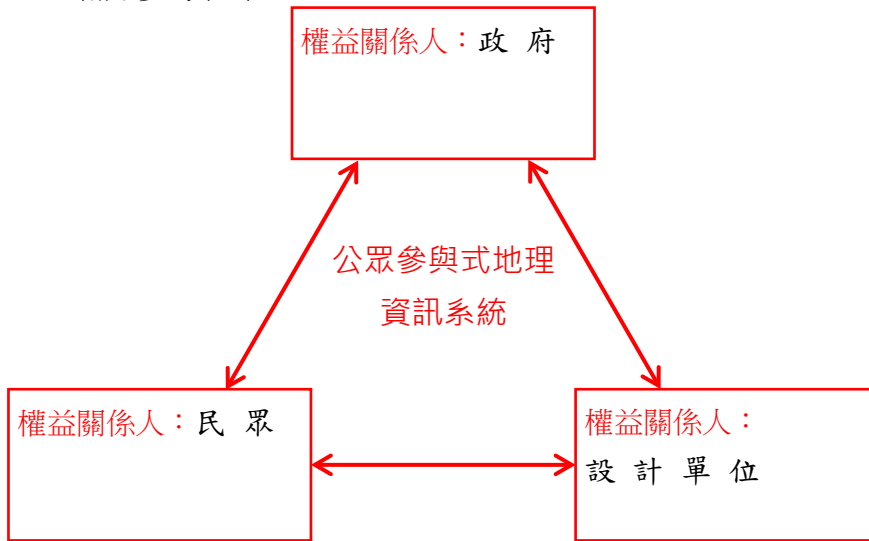 權益關係人：政 府
公眾參與式地理
資訊系統
權益關係人：民 眾
權益關係人：
設 計 單 位